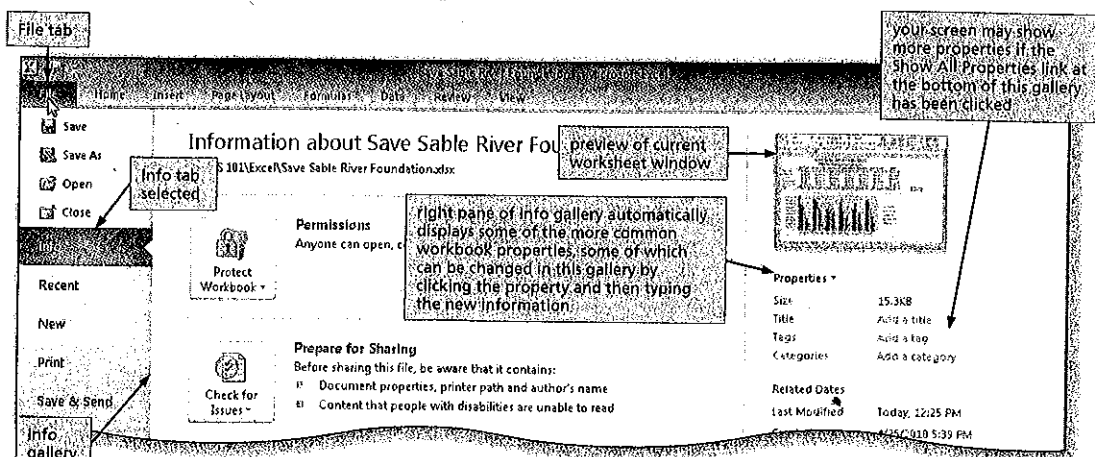 File tab
your screen may show
more properties if the
Show All Properties link at
the bottom of this gallery
has been clicked
Home Insert Page Layout Formulas Data Review View
Save
Save As
Open
Close
Info tab
selected
Recent
New
Print
Save & Send
Info
gallery
Information about Save Sable River Fou
S 101\Excel\Save Sable River Foundation.xlsx
preview of current
worksheet window
Protect
Workbook
Permissions
Anyone can open, c
right pane of Info gallery automatically
displays some of the more common
workbook properties, some of which
can be changed in this gallery by
clicking the property and then typing
the new information
Check for
Issues
Prepare for Sharing
Before sharing this file, be aware that it contains:
Document properties, printer path and author's name
Content that people with disabilities are unable to read
Properties
Size 15.3KB
Title Add a title
Tags Add a tag
Categories Add a category
Related Dates
Last Modified Today, 12:25 PM
5:39 PM